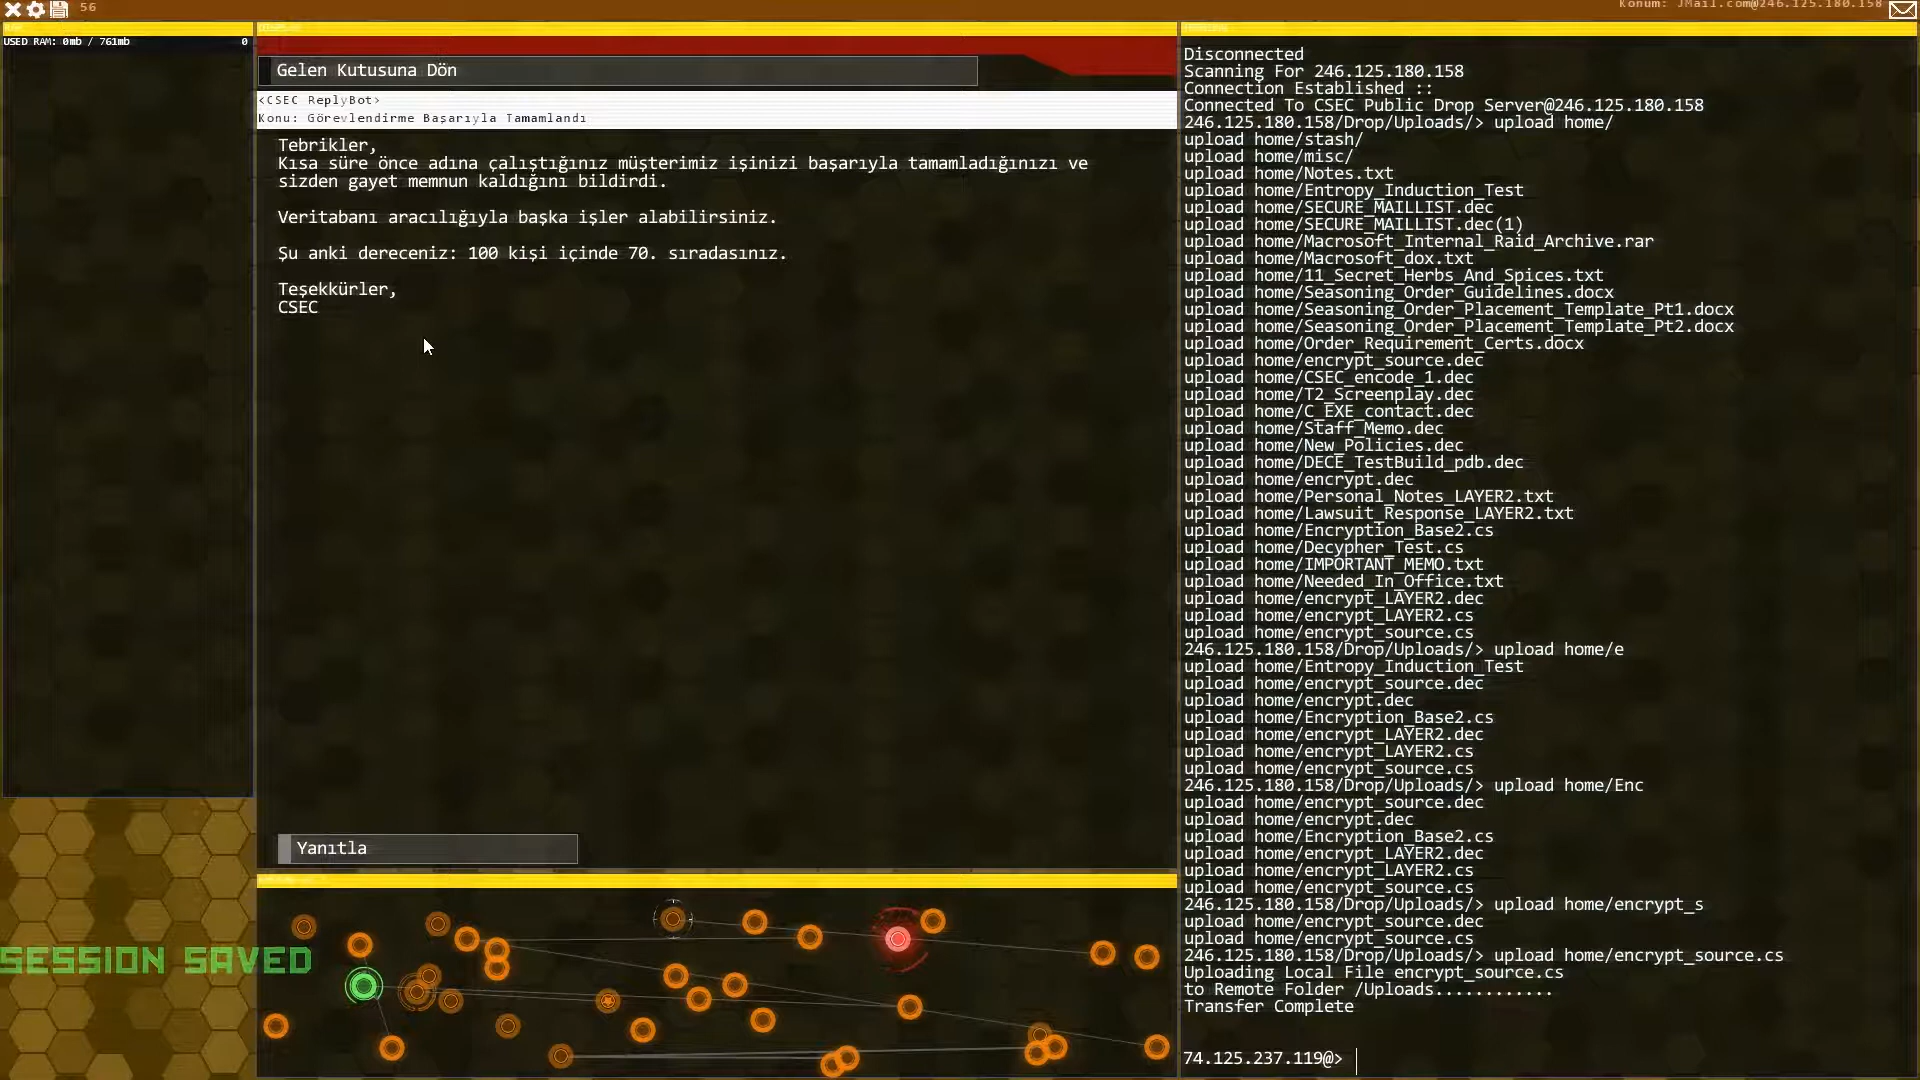 56
Konum: JMail.com@246.125.180.158
USED RAM: 0mb / 761mb
0
Gelen Kutusuna Dön
<CSEC ReplyBot>
Konu: Görevlendirme Başarıyla Tamamlandı
Tebrikler,
Kısa süre önce adına çalıştığınız müşterimiz işinizi başarıyla tamamladığınızı ve
sizden gayet memnun kaldığını bildirdi.
Veritabanı aracılığıyla başka işler alabilirsiniz.
Şu anki dereceniz: 100 kişi içinde 70. sıradasınız.
Teşekkürler,
CSEC
Yanıtla
SESSION SAVED
Disconnected
Scanning For 246.125.180.158
Connection Established ::
Connected To CSEC Public Drop Server@246.125.180.158
246.125.180.158/Drop/Uploads/> upload home/
upload home/stash/
upload home/misc/
upload home/Notes.txt
upload home/Entropy_Induction_Test
upload home/SECURE_MAILLIST.dec
upload home/SECURE_MAILLIST.dec(1)
upload home/Macrosoft_Internal_Raid_Archive.rar
upload home/Macrosoft_dox.txt
upload home/11_Secret_Herbs_And_Spices.txt
upload home/Seasoning_Order_Guidelines.docx
upload home/Seasoning_Order_Placement_Template_Pt1.docx
upload home/Seasoning_Order_Placement_Template_Pt2.docx
upload home/Order_Requirement_Certs.docx
upload home/encrypt_source.dec
upload home/CSEC_encode_1.dec
upload home/T2_Screenplay.dec
upload home/C_EXE_contact.dec
upload home/Staff_Memo.dec
upload home/New_Policies.dec
upload home/DECE_TestBuild_pdb.dec
upload home/encrypt.dec
upload home/Personal_Notes_LAYER2.txt
upload home/Lawsuit_Response_LAYER2.txt
upload home/Encryption_Base2.cs
upload home/Decypher_Test.cs
upload home/IMPORTANT_MEMO.txt
upload home/Needed_In_Office.txt
upload home/encrypt_LAYER2.dec
upload home/encrypt_LAYER2.cs
upload home/encrypt_source.cs
246.125.180.158/Drop/Uploads/> upload home/e
upload home/Entropy_Induction_Test
upload home/encrypt_source.dec
upload home/encrypt.dec
upload home/Encryption_Base2.cs
upload home/encrypt_LAYER2.dec
upload home/encrypt_LAYER2.cs
upload home/encrypt_source.cs
246.125.180.158/Drop/Uploads/> upload home/Enc
upload home/encrypt_source.dec
upload home/encrypt.dec
upload home/Encryption_Base2.cs
upload home/encrypt_LAYER2.dec
upload home/encrypt_LAYER2.cs
upload home/encrypt_source.cs
246.125.180.158/Drop/Uploads/> upload home/encrypt_s
upload home/encrypt_source.dec
upload home/encrypt_source.cs
246.125.180.158/Drop/Uploads/> upload home/encrypt_source.cs
Uploading Local File encrypt_source.cs
to Remote Folder /Uploads............
Transfer Complete
74.125.237.119@>